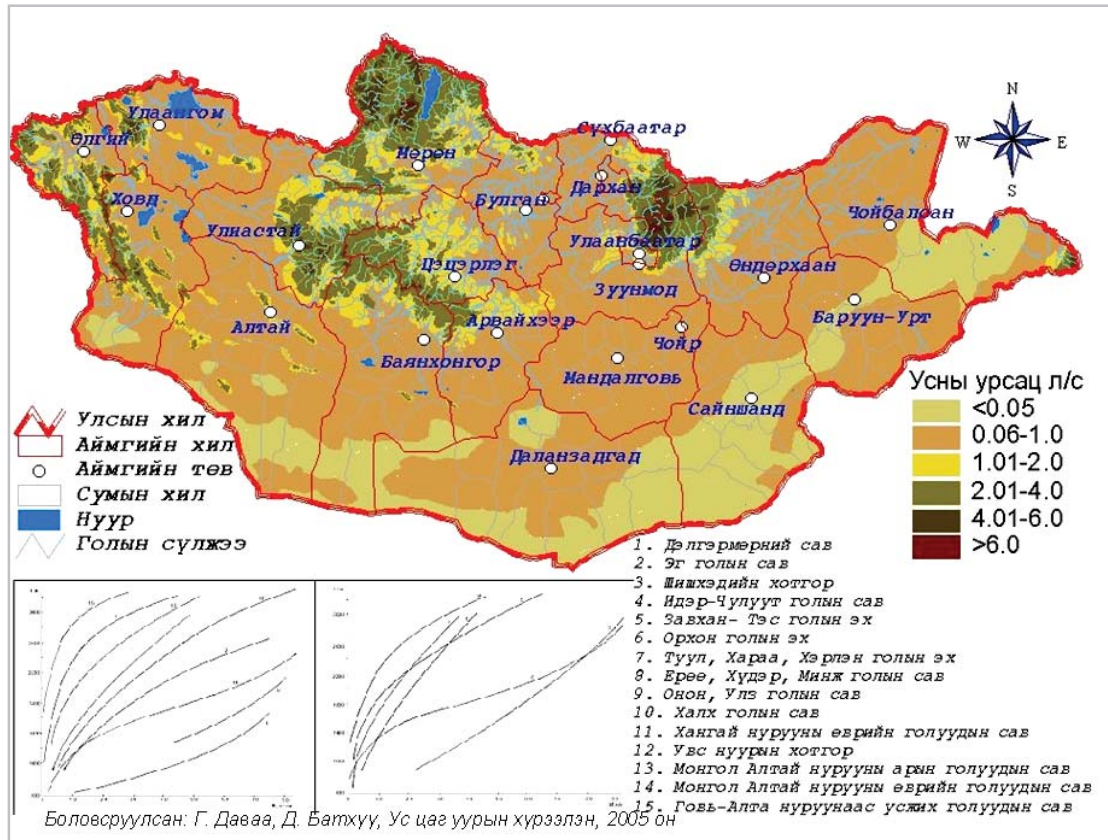 N
W E
S
Улаангом
Өлгий
Ховд
Улиастай
Алтай
Мөрөн
Булган
Цэцэрлэг
Арвайхээр
Баянхонгор
Сүхбаатар
Дархан
Улаанбаатар
Зуунмод
Чойр
Мандалговь
Даланзадгад
Сайншанд
Өндөрхаан
Чойбалсан
Баруун-Урт
Улсын хил
Аймгийн хил
Аймгийн төв
Сумын хил
Нуур
Голын сүлжээ
Усны урсац л/с
<0.05
0.06-1.0
1.01-2.0
2.01-4.0
4.01-6.0
>6.0
1. Дэлгэрмөрний сав
2. Эг голын сав
3. Шишхэдийн хотгор
4. Идэр-Чулуут голын сав
5. Завхан- Тэс голын эх
6. Орхон голын эх
7. Туул, Хараа, Хэрлэн голын эх
8. Ерөө, Хүдэр, Минж голын сав
9. Онон, Улз голын сав
10. Халх голын сав
11. Хангай нурууны өврийн голуудын сав
12. Увс нуурын хотгор
13. Монгол Алтай нурууны арын голуудын сав
14. Монгол Алтай нурууны өврийн голуудын сав
15. Говь-Алта нуруунаас усжих голуудын сав
Боловсруулсан: Г. Даваа, Д. Батхүү, Ус цаг уурын хүрээлэн, 2005 он